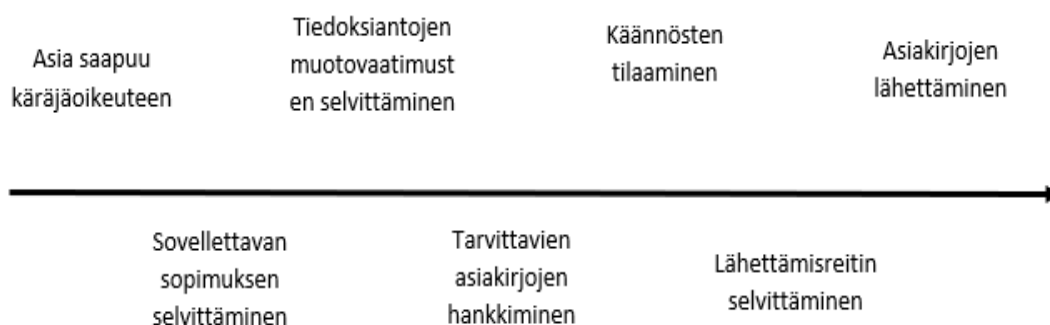 Asia saapuu
käräjäoikeuteen
Tiedoksiantojen
muotovaatimust
en selvittäminen
Käännösten
tilaaminen
Asiakirjojen
lähettäminen
Sovellettavan
sopimuksen
selvittäminen
Tarvittavien
asiakirjojen
hankkiminen
Lähettämisreitin
selvittäminen